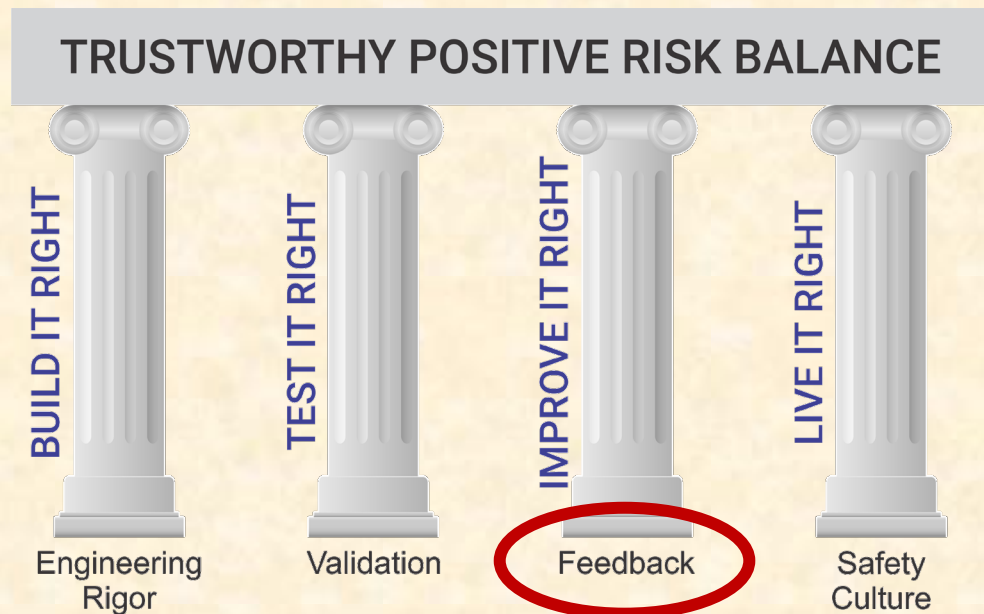 TRUSTWORTHY POSITIVE RISK BALANCE
BUILD IT RIGHT
TEST IT RIGHT
IMPROVE IT RIGHT
LIVE IT RIGHT
Engineering
Rigor
Validation
Feedback
Safety
Culture